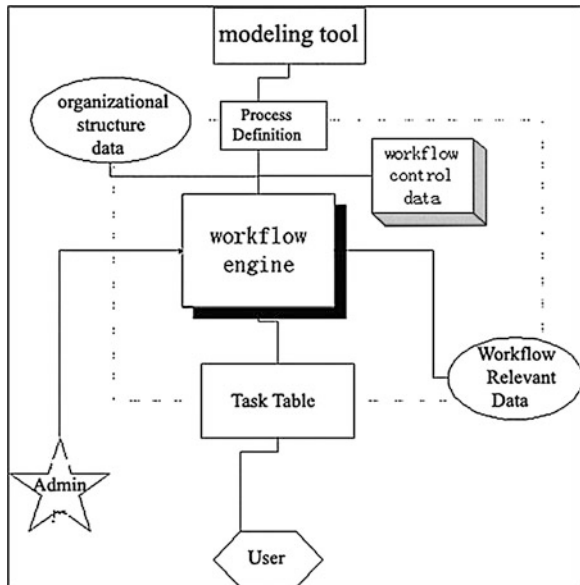 modeling tool
organizational
structure
data
Process
Definition
workflow
control
data
workflow
engine
Workflow
Relevant
Data
Task Table
Admin
User